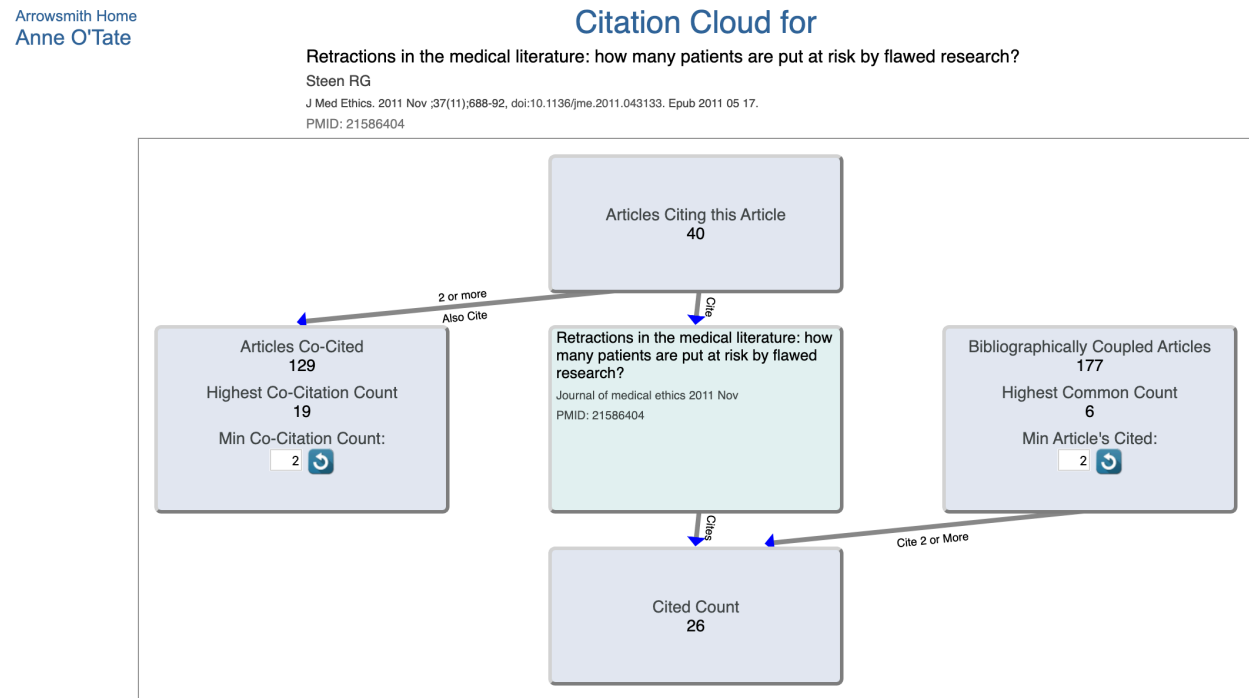 Arrowsmith Home
Anne O'Tate
Citation Cloud for
Retractions in the medical literature: how many patients are put at risk by flawed research?
Steen RG
J Med Ethics. 2011 Nov ;37(11);688-92, doi:10.1136/jme.2011.043133. Epub 2011 05 17.
PMID: 21586404
Articles Citing this Article
40
2 or more
Also Cite
Cite
Articles Co-Cited
129
Highest Co-Citation Count
19
Min Co-Citation Count:
2
Retractions in the medical literature: how
many patients are put at risk by flawed
research?
Journal of medical ethics 2011 Nov
PMID: 21586404
Bibliographically Coupled Articles
177
Highest Common Count
6
Min Article's Cited:
2
Cites
Cite 2 or More
Cited Count
26